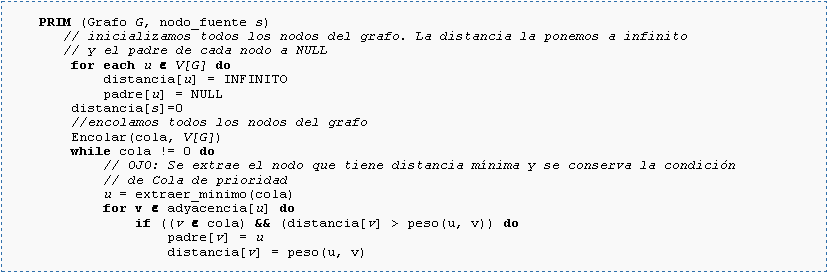 PRIM (Grafo G, nodo_fuente s)
// inicializamos todos los nodos del grafo. La distancia la ponemos a infinito
// y el padre de cada nodo a NULL
for each u ∈ V[G] do
distancia[u] = INFINITO
padre[u] = NULL
distancia[s]=0
//encolamos todos los nodos del grafo
Encolar(cola, V[G])
while cola != 0 do
// OJO: Se extrae el nodo que tiene distancia mínima y se conserva la condición
// de Cola de prioridad
u = extraer_minimo(cola)
for v ∈ adyacencia[u] do
if ((v ∈ cola) && (distancia[v] > peso(u, v)) do
padre[v] = u
distancia[v] = peso(u, v)